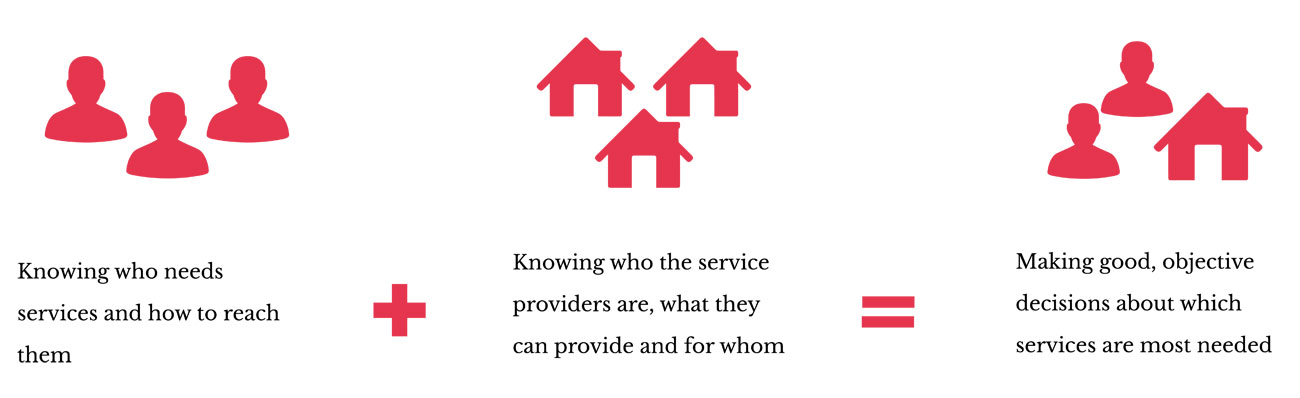 Knowing who needs
services and how to reach
them
+
Knowing who the service
providers are, what they
can provide and for whom
=
Making good, objective
decisions about which
services are most needed